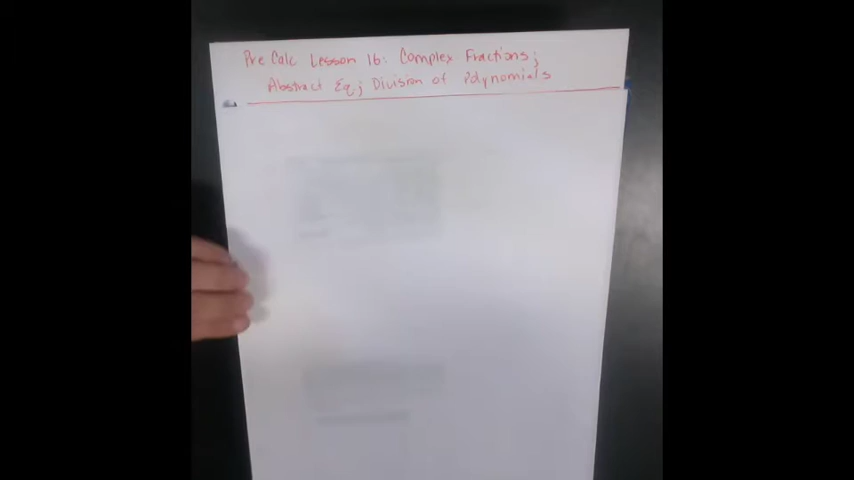 Pre Calc Lesson 16: Complex Fractions;
Abstract Eq.; Division of Polynomials